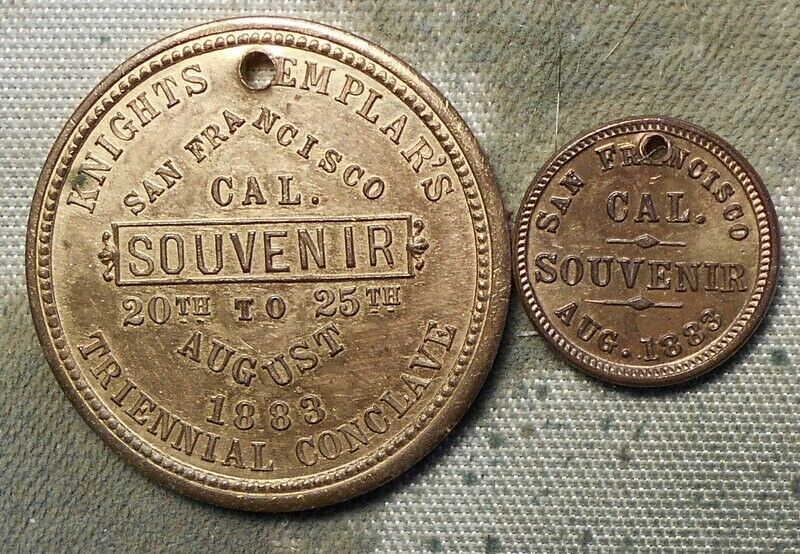 KNIGHTS TEMPLAR'S
SAN FRANCISCO
CAL.
SOUVENIR
20TH TO 25TH
AUGUST
1883
TRIENNIAL CONCLAVE
SAN FRANCISCO
CAL.
SOUVENIR
AUG. 1883